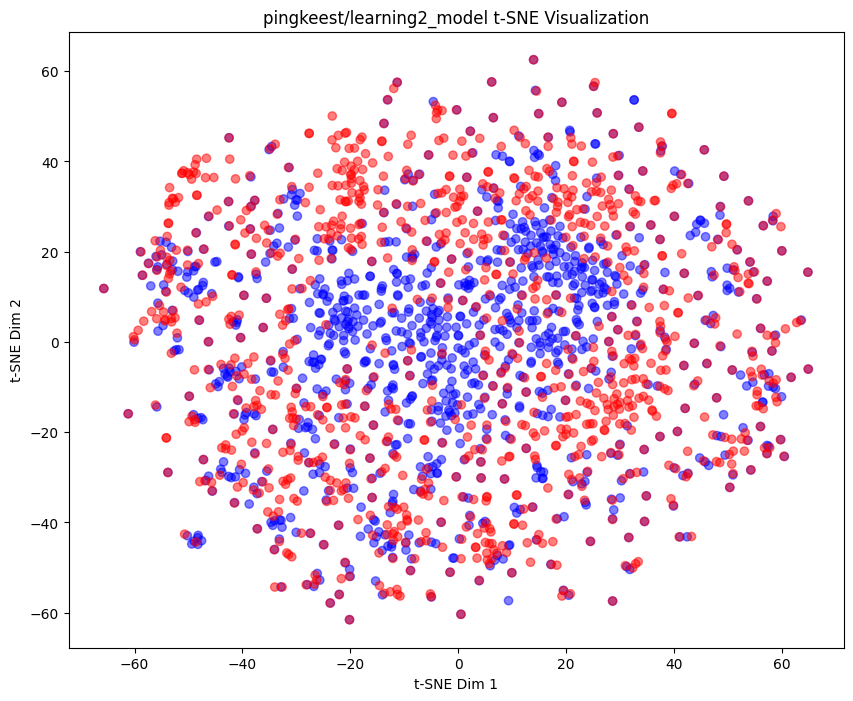 pingkeest/learning2_model t-SNE Visualization
60
40
20
0
−20
−40
−60
t-SNE Dim 2
−60 −40 −20 0 20 40 60
t-SNE Dim 1